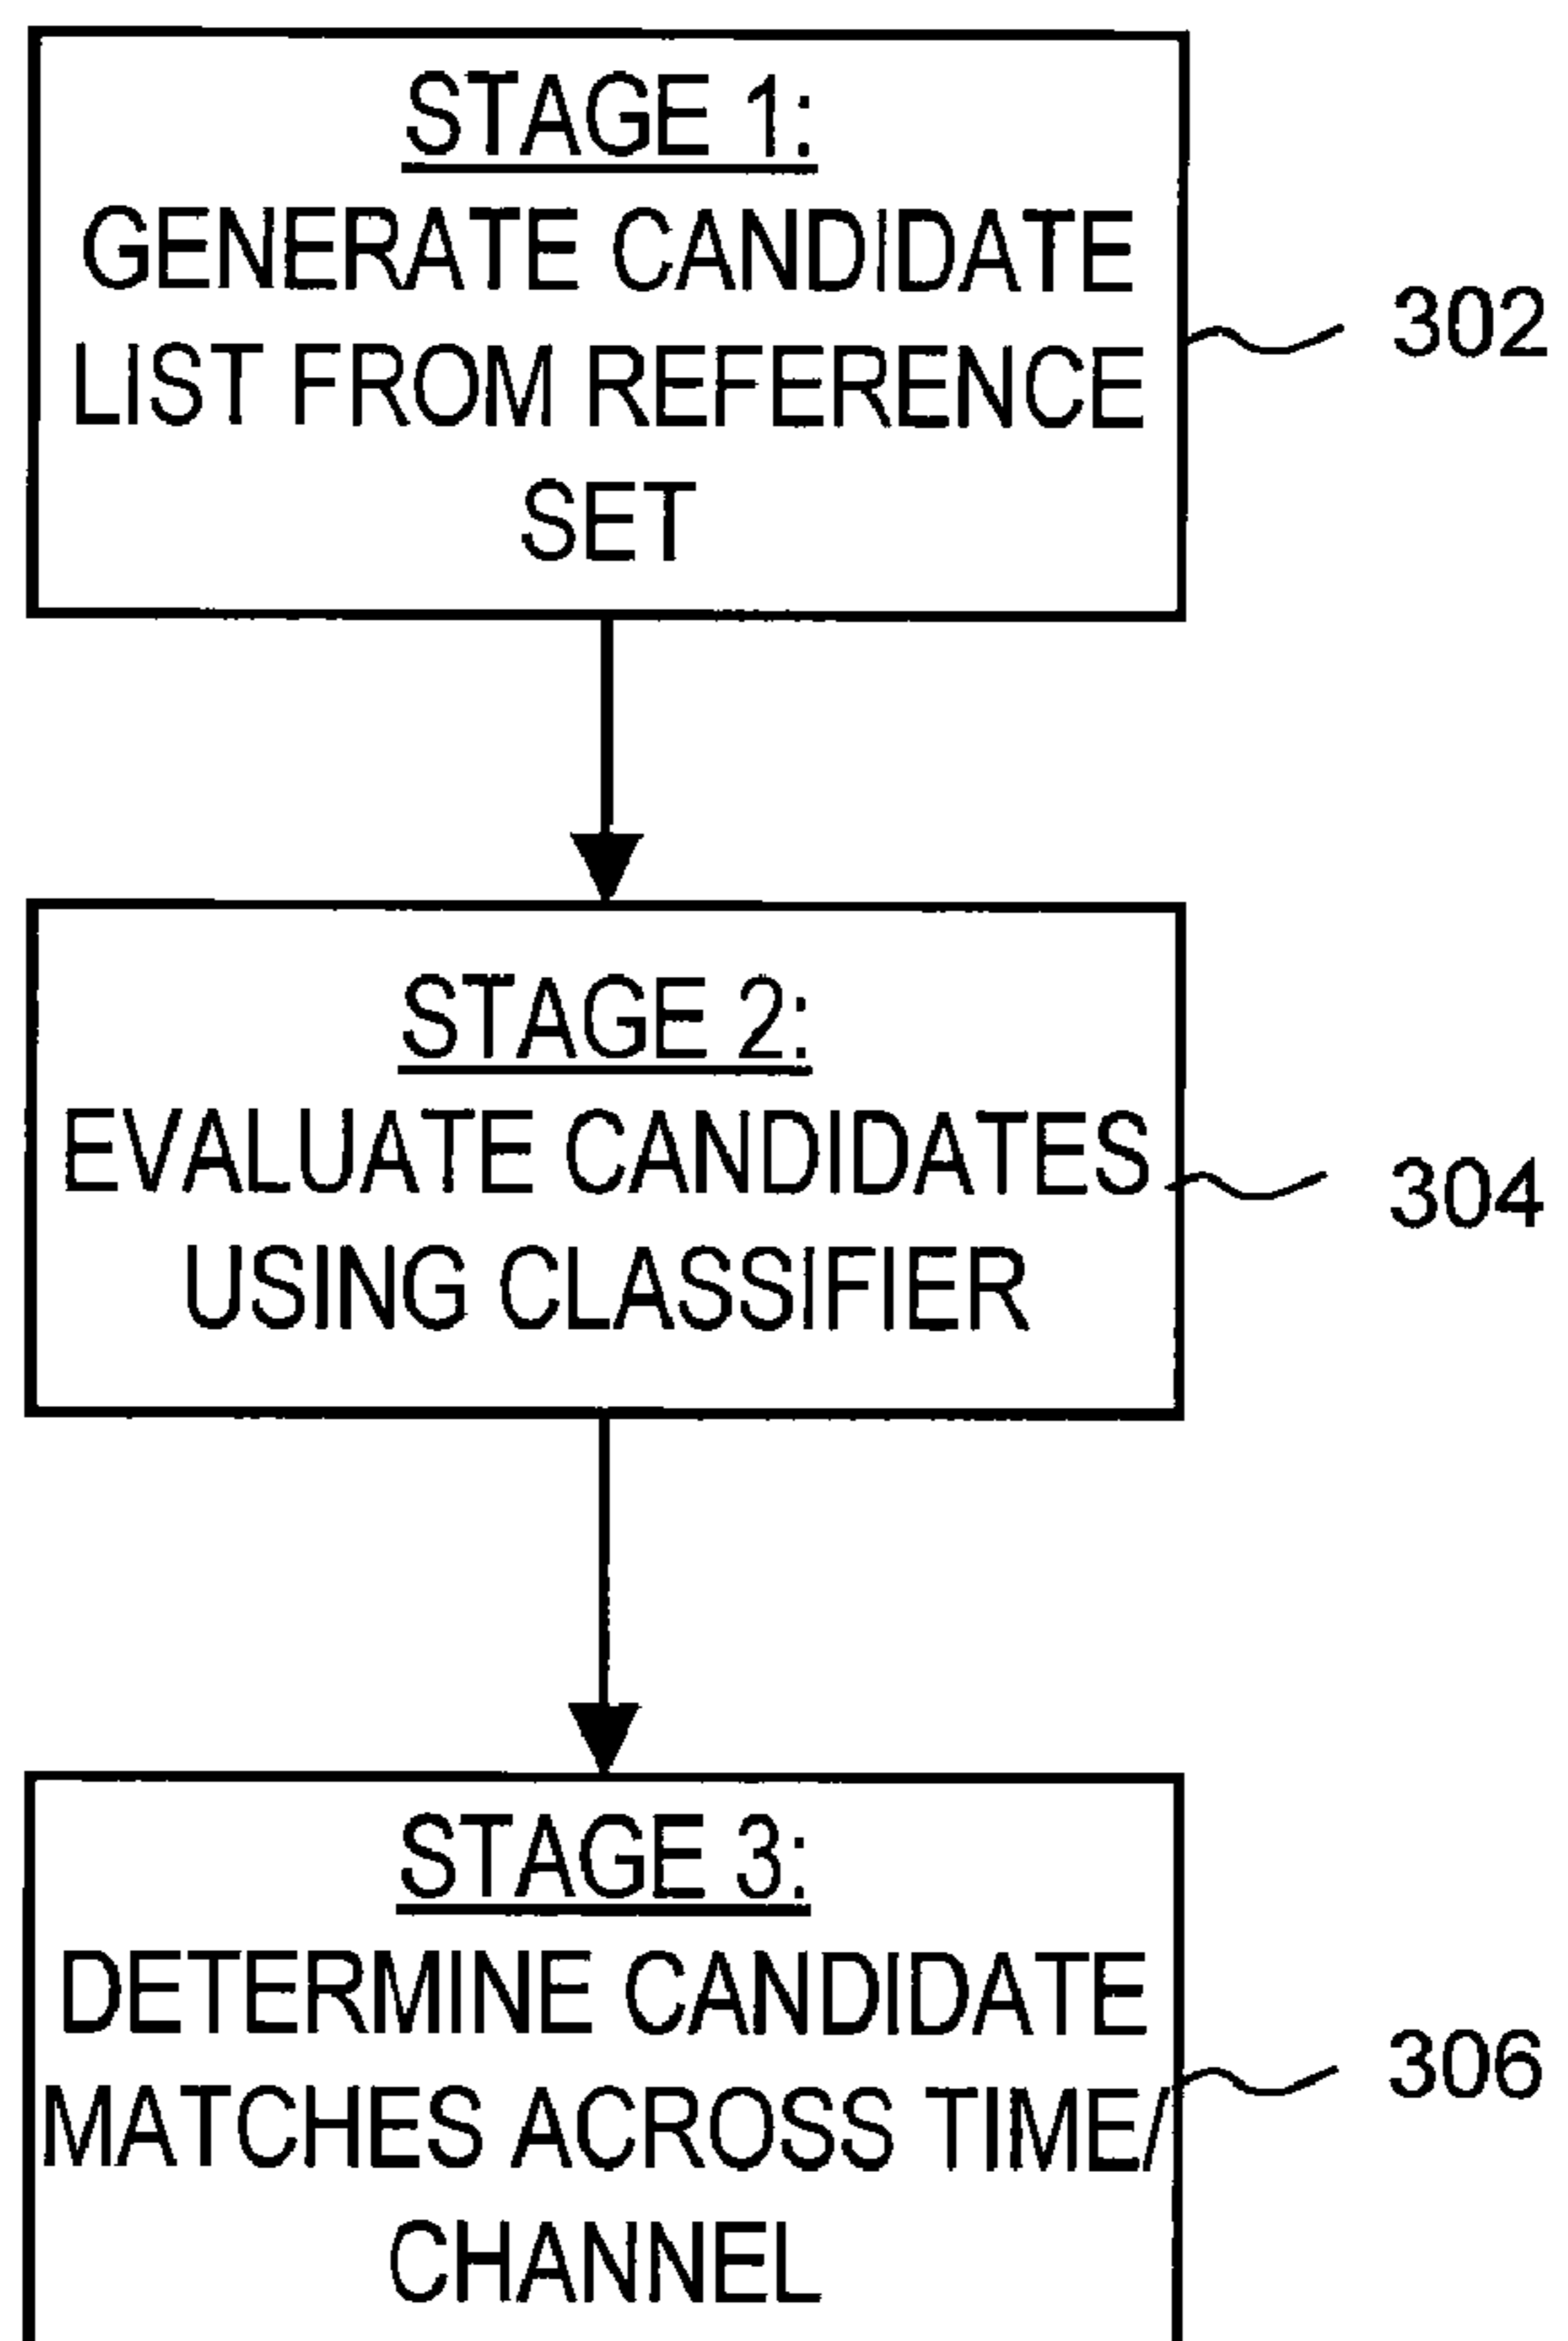 STAGE 1:
GENERATE CANDIDATE
LIST FROM REFERENCE
SET
302
STAGE 2:
EVALUATE CANDIDATES
USING CLASSIFIER
304
STAGE 3:
DETERMINE CANDIDATE
MATCHES ACROSS TIME/
CHANNEL
306